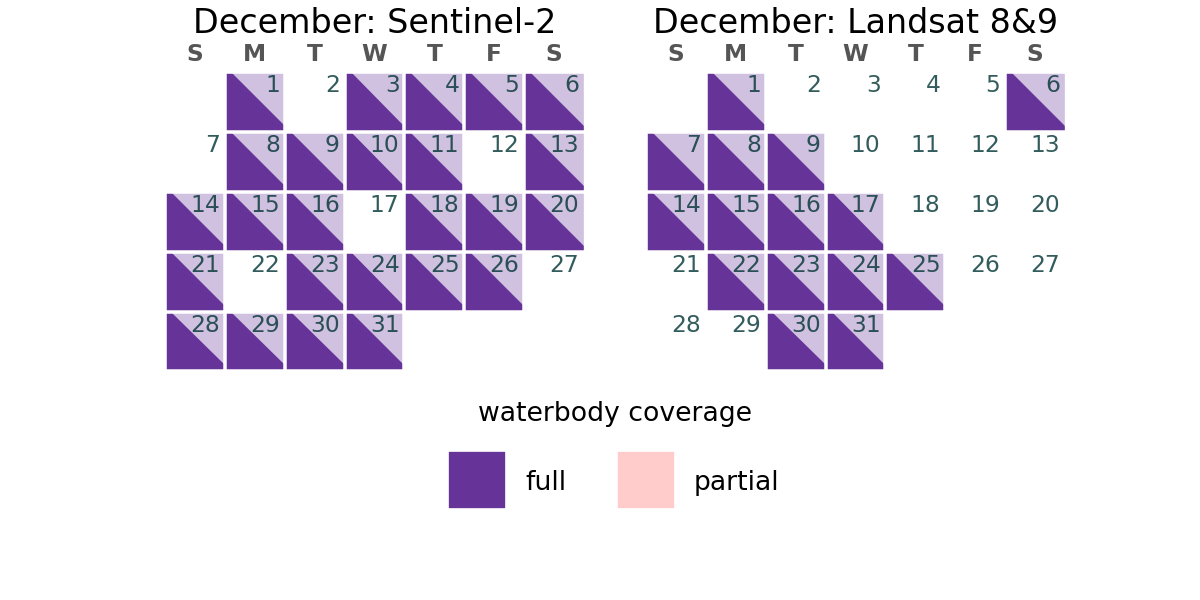 December: Sentinel-2
S M T W T F S
1 2 3 4 5 6
7 8 9 10 11 12 13
14 15 16 17 18 19 20
21 22 23 24 25 26 27
28 29 30 31
December: Landsat 8&9
S M T W T F S
1 2 3 4 5 6
7 8 9 10 11 12 13
14 15 16 17 18 19 20
21 22 23 24 25 26 27
28 29 30 31
waterbody coverage
full partial